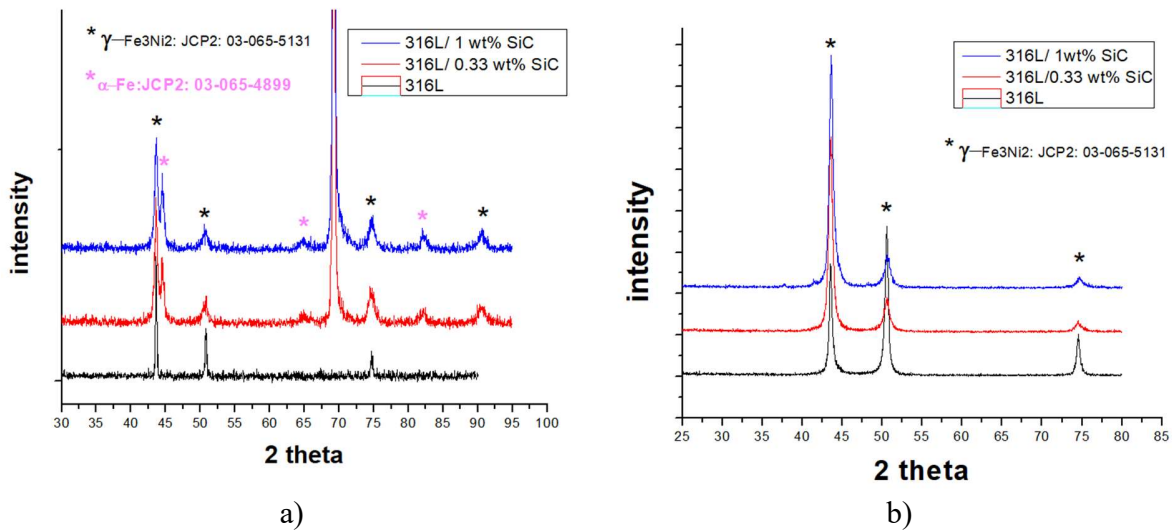 * γ—Fe3Ni2: JCP2: 03-065-5131
* α-Fe:JCP2: 03-065-4899
316L/ 1 wt% SiC
316L/ 0.33 wt% SiC
316L
* * * * * * *
intensity
30 35 40 45 50 55 60 65 70 75 80 85 90 95 100
2 theta
a)
316L/ 1wt% SiC
316L/0.33 wt% SiC
316L
* γ—Fe3Ni2: JCP2: 03-065-5131
* * *
intensity
25 30 35 40 45 50 55 60 65 70 75 80 85
2 theta
b)